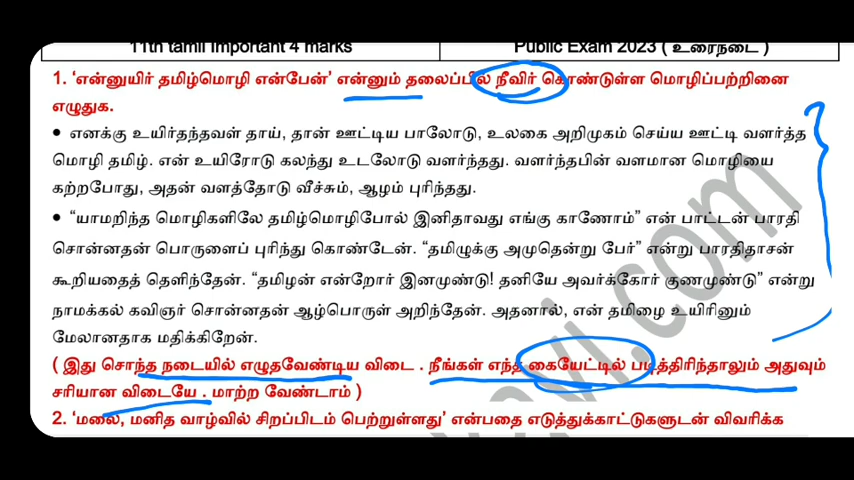 11th tamil Important 4 marks
Public Exam 2023 ( உரைநடை )
1. ‘என்னுயிர் தமிழ்மொழி என்பேன்’ என்னும் தலைப்பில் நீவிர் கொண்டுள்ள மொழிப்பற்றினை
எழுதுக.
• எனக்கு உயிர்தந்தவள் தாய், தான் ஊட்டிய பாலோடு, உலகை அறிமுகம் செய்ய ஊட்டி வளர்த்த
மொழி தமிழ். என் உயிரோடு கலந்து உடலோடு வளர்ந்தது. வளர்ந்தபின் வளமான மொழியை
கற்றபோது, அதன் வளத்தோடு வீச்சும், ஆழம் புரிந்தது.
• “யாமறிந்த மொழிகளிலே தமிழ்மொழிபோல் இனிதாவது எங்கு காணோம்” என் பாட்டன் பாரதி
சொன்னதன் பொருளைப் புரிந்து கொண்டேன். “தமிழுக்கு அமுதென்று பேர்” என்று பாரதிதாசன்
கூறியதைத் தெளிந்தேன். “தமிழன் என்றோர் இனமுண்டு! தனியே அவர்க்கோர் குணமுண்டு” என்று
நாமக்கல் கவிஞர் சொன்னதன் ஆழ்பொருள் அறிந்தேன். அதனால், என் தமிழை உயிரினும்
மேலானதாக மதிக்கிறேன்.
( இது சொந்த நடையில் எழுதவேண்டிய விடை . நீங்கள் எந்த கையேட்டில் படித்திரிந்தாலும் அதுவும்
சரியான விடையே . மாற்ற வேண்டாம் )
2. ‘மலை, மனித வாழ்வில் சிறப்பிடம் பெற்றுள்ளது’ என்பதை எடுத்துக்காட்டுகளுடன் விவரிக்க